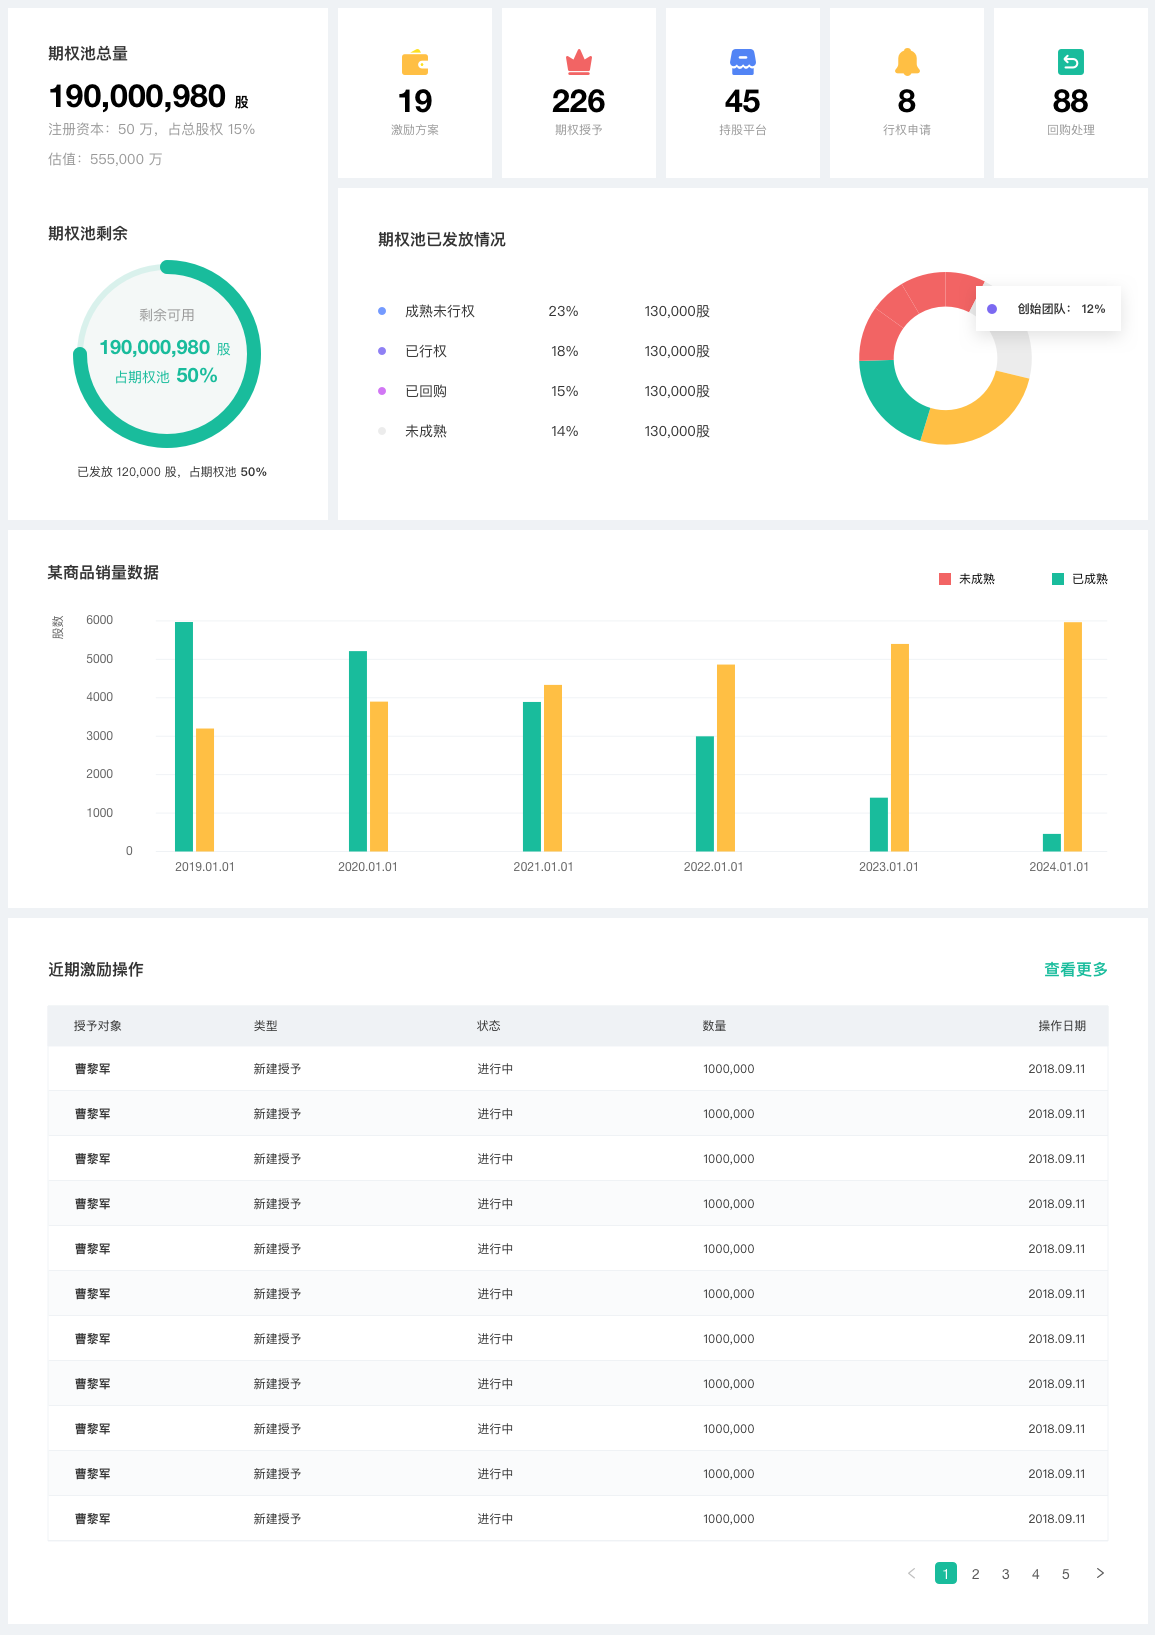 期权池总量
190,000,980 股
注册资本：50 万，占总股权 15%
估值：555,000 万
19
激励方案
226
期权授予
45
持股平台
8
行权申请
88
回购处理
期权池剩余
剩余可用
190,000,980 股
占期权池 50%
已发放 120,000 股，占期权池 50%
期权池已发放情况
成熟未行权 23% 130,000股
已行权 18% 130,000股
已回购 15% 130,000股
未成熟 14% 130,000股
创始团队： 12%
某商品销量数据
未成熟 已成熟
股数
6000
5000
4000
3000
2000
1000
0
2019.01.01 2020.01.01 2021.01.01 2022.01.01 2023.01.01 2024.01.01
近期激励操作 查看更多
授予对象 类型 状态 数量 操作日期
曹黎军 新建授予 进行中 1000,000 2018.09.11
曹黎军 新建授予 进行中 1000,000 2018.09.11
曹黎军 新建授予 进行中 1000,000 2018.09.11
曹黎军 新建授予 进行中 1000,000 2018.09.11
曹黎军 新建授予 进行中 1000,000 2018.09.11
曹黎军 新建授予 进行中 1000,000 2018.09.11
曹黎军 新建授予 进行中 1000,000 2018.09.11
曹黎军 新建授予 进行中 1000,000 2018.09.11
曹黎军 新建授予 进行中 1000,000 2018.09.11
曹黎军 新建授予 进行中 1000,000 2018.09.11
曹黎军 新建授予 进行中 1000,000 2018.09.11
1 2 3 4 5